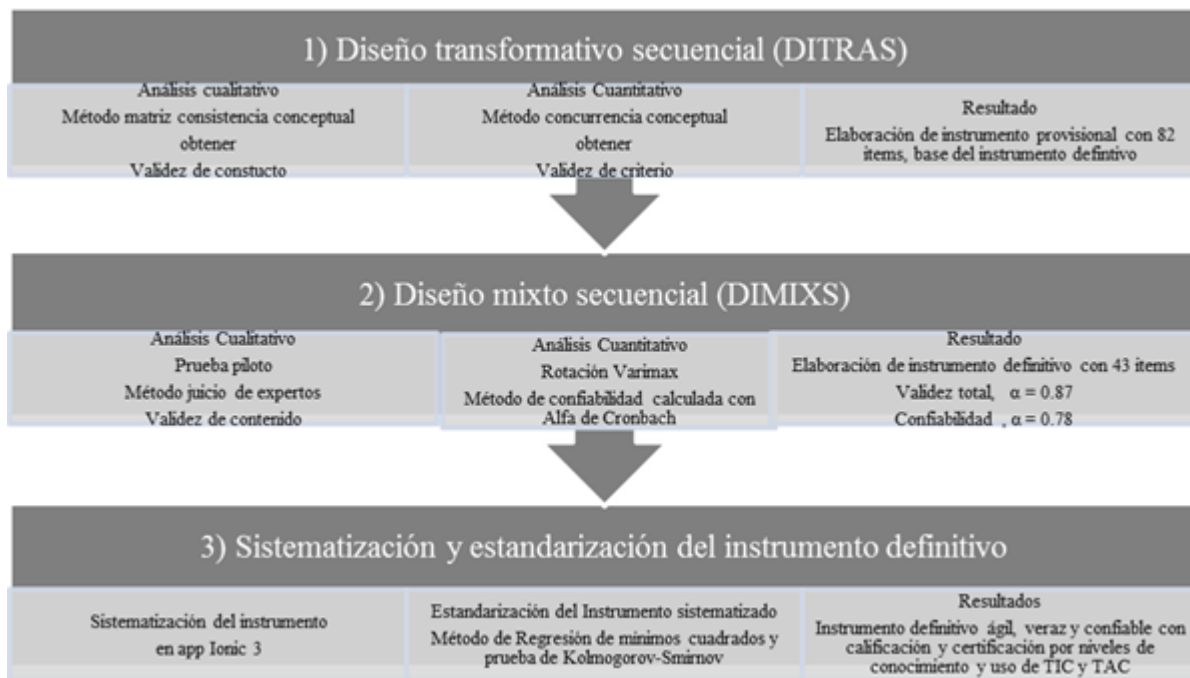 1) Diseño transformativo secuencial (DITRAS)
Análisis cualitativo
Método matriz consistencia conceptual
obtener
Validez de constucto
Análisis Cuantitativo
Método concurrencia conceptual
obtener
Validez de criterio
Resultado
Elaboración de instrumento provisional con 82
items, base del instrumento defintivo
2) Diseño mixto secuencial (DIMIXS)
Análisis Cualitativo
Prueba piloto
Método juicio de expertos
Validez de contenido
Análisis Cuantitativo
Rotación Varimax
Método de confiabilidad calculada con
Alfa de Cronbach
Resultado
Elaboración de instrumento definitivo con 43 items
Validez total, α = 0.87
Confiabilidad , α = 0.78
3) Sistematización y estandarización del instrumento definitivo
Sistematización del instrumento
en app Ionic 3
Estandarización del Instrumento sistematizado
Método de Regresión de mínimos cuadrados y
prueba de Kolmogorov-Smirnov
Resultados
Instrumento definitivo ágil, veraz y confiable con
calificación y certificación por niveles de
conocimiento y uso de TIC y TAC